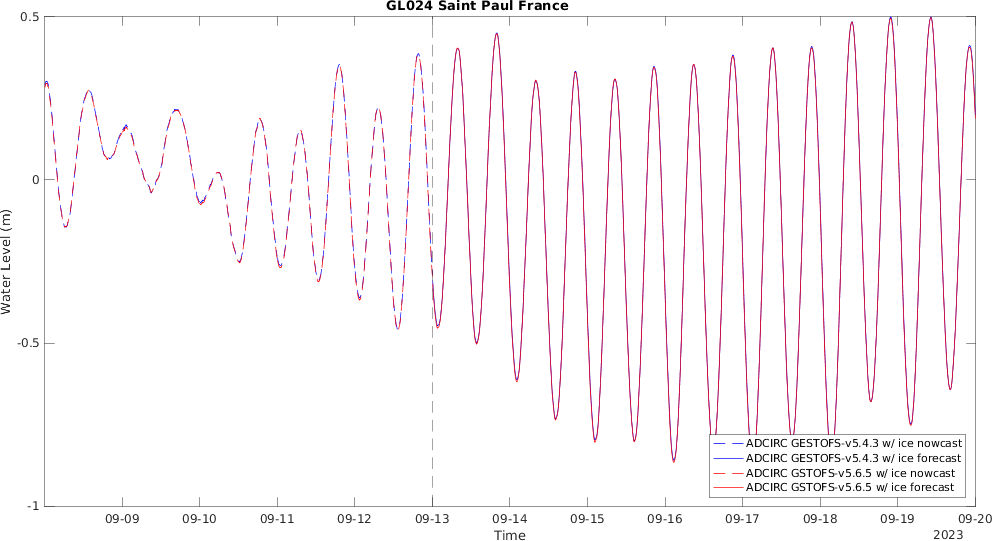 GL024 Saint Paul France
0.5
0
-0.5
-1
Water Level (m)
ADCIRC GESTOFS-v5.4.3 w/ ice nowcast
ADCIRC GESTOFS-v5.4.3 w/ ice forecast
ADCIRC GSTOFS-v5.6.5 w/ ice nowcast
ADCIRC GSTOFS-v5.6.5 w/ ice forecast
09-09 09-10 09-11 09-12 09-13 09-14 09-15 09-16 09-17 09-18 09-19 09-20
Time
2023